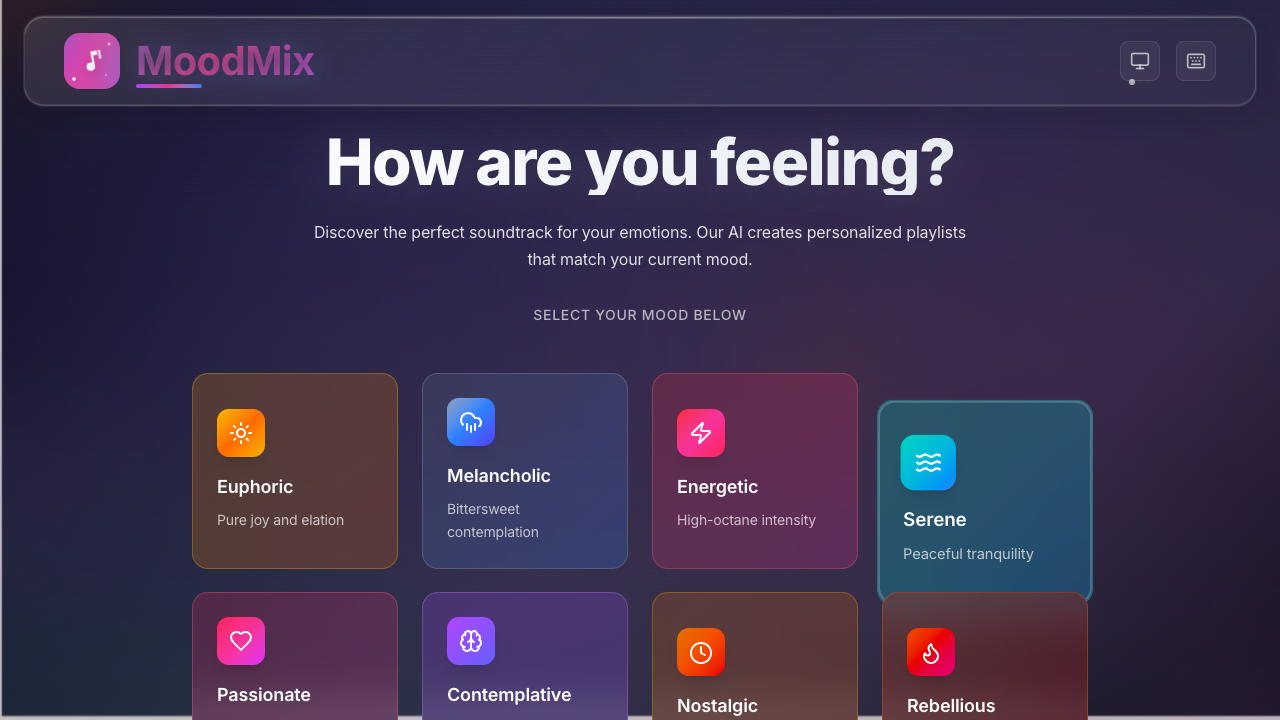 MoodMix
How are you feeling?
Discover the perfect soundtrack for your emotions. Our AI creates personalized playlists
that match your current mood.
SELECT YOUR MOOD BELOW
Euphoric
Pure joy and elation
Melancholic
Bittersweet
contemplation
Energetic
High-octane intensity
Serene
Peaceful tranquility
Passionate
Contemplative
Nostalgic
Rebellious